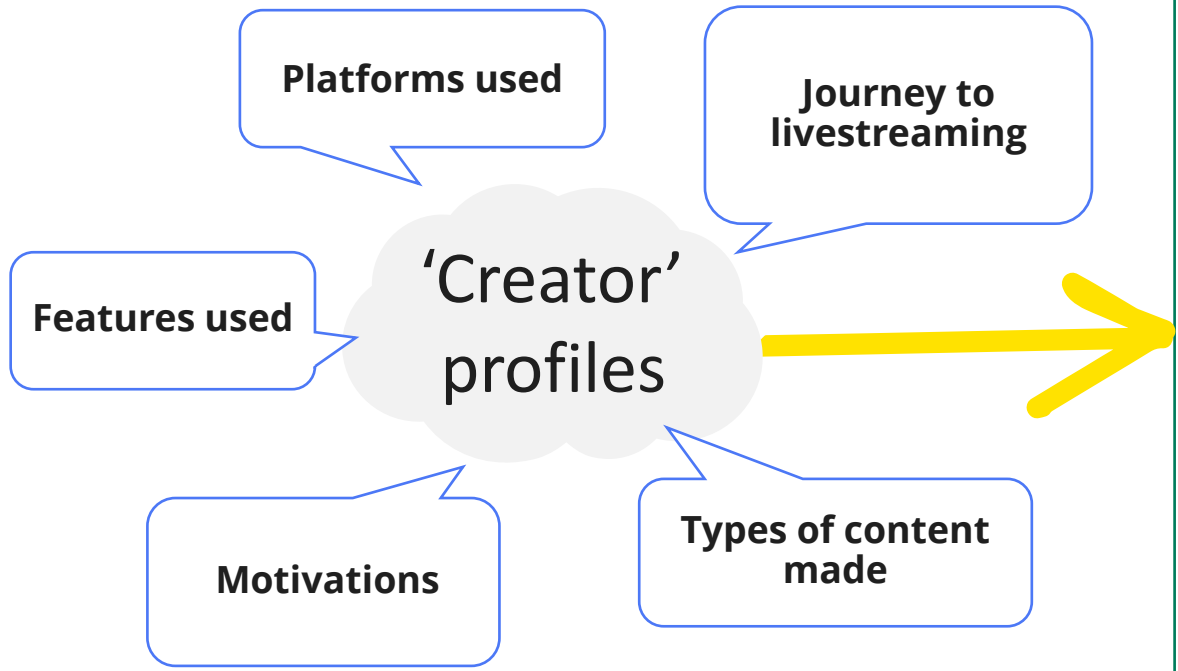 Platforms used
Journey to
livestreaming
‘Creator’
profiles
Features used
Motivations
Types of content
made